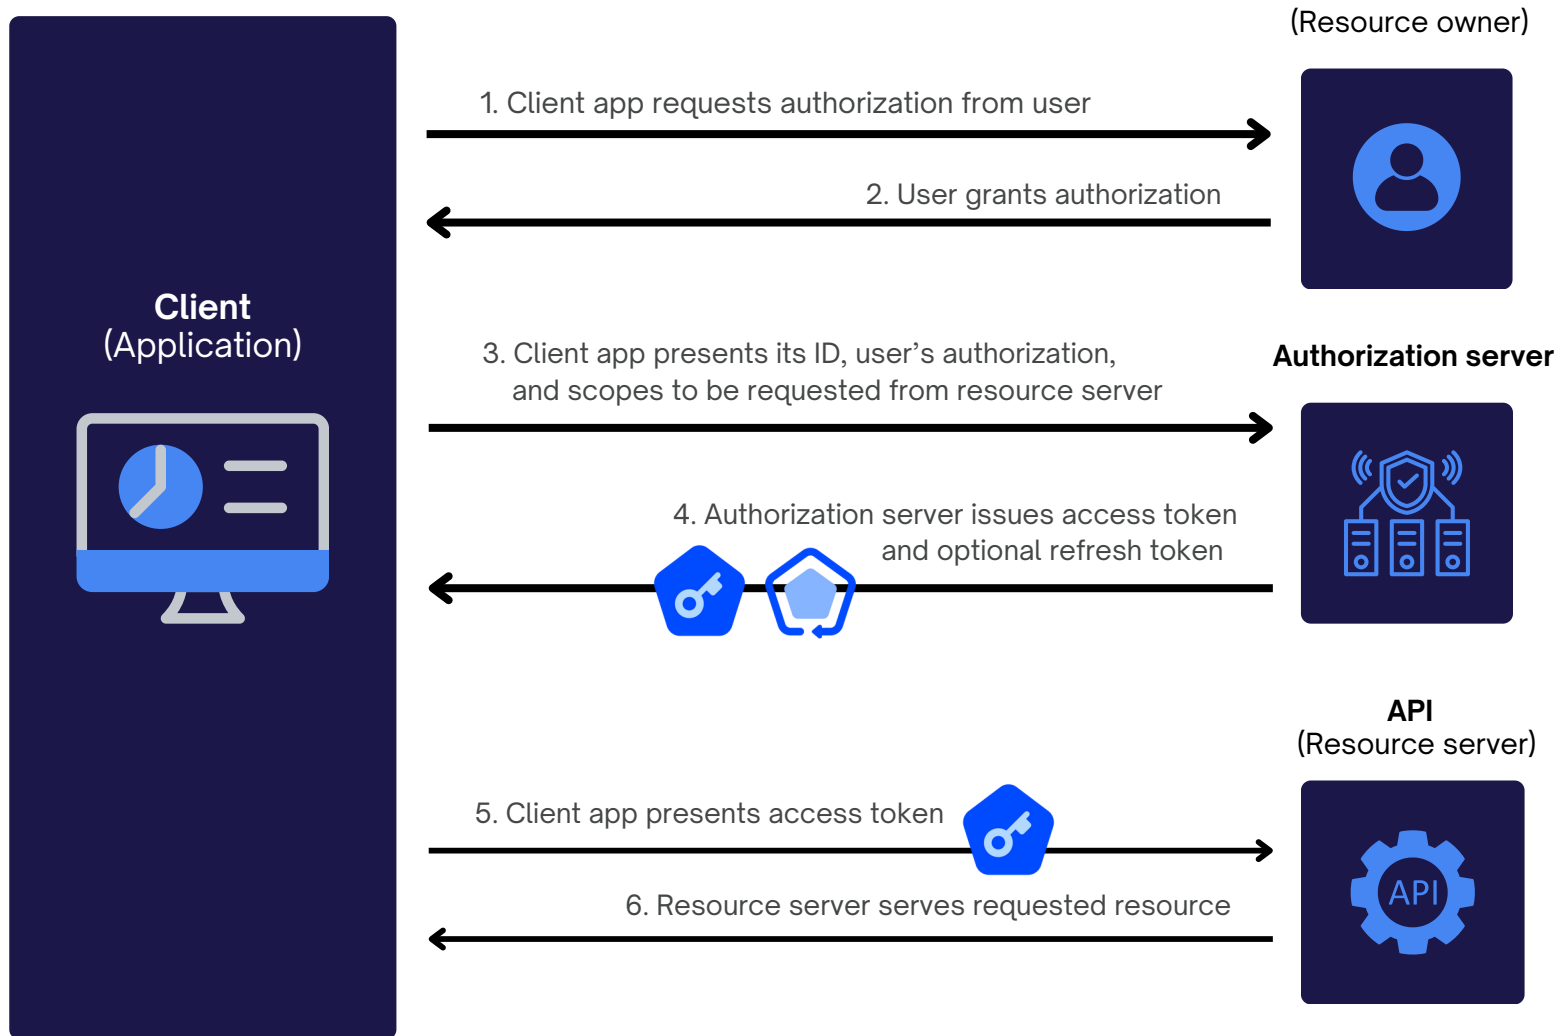 (Resource owner)
1. Client app requests authorization from user
2. User grants authorization
Client
(Application)
3. Client app presents its ID, user’s authorization,
and scopes to be requested from resource server
Authorization server
4. Authorization server issues access token
and optional refresh token
API
(Resource server)
5. Client app presents access token
API
6. Resource server serves requested resource